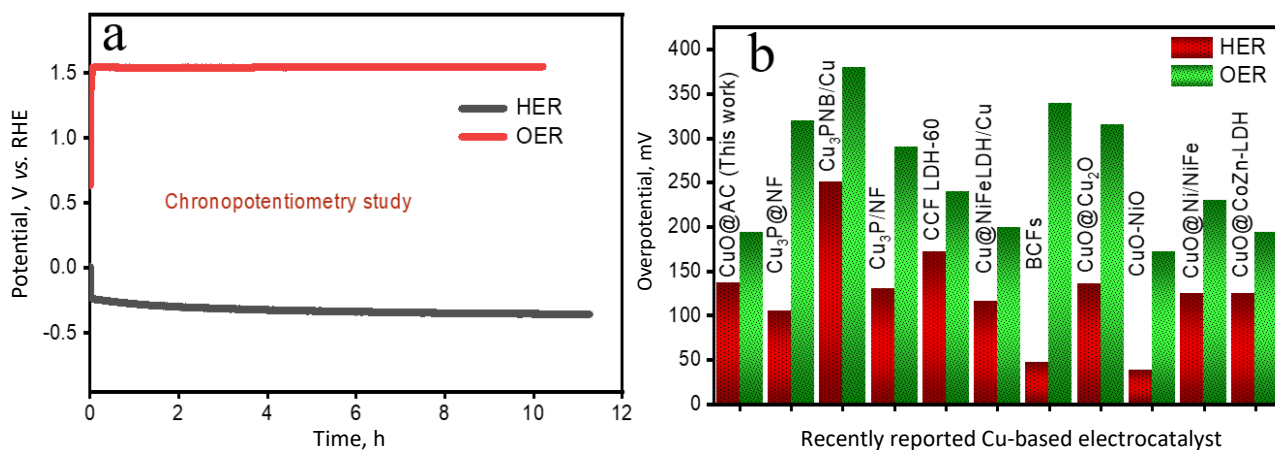 a
Potential, V vs. RHE
1.5
1.0
0.5
0.0
-0.5
HER
OER
Chronopotentiometry study
0
2
4
6
8
10
12
Time, h
b
Overpotential, mV
400
350
300
250
200
150
100
50
0
HER
OER
CuO@AC (This work)
Cu₃P@NF
Cu₃PNB/Cu
Cu₃P/NF
CCF LDH-60
Cu@NiFeLDH/Cu
BCFs
CuO@Cu₂O
CuO-NiO
CuO@Ni/NiFe
CuO@CoZn-LDH
Recently reported Cu-based electrocatalyst